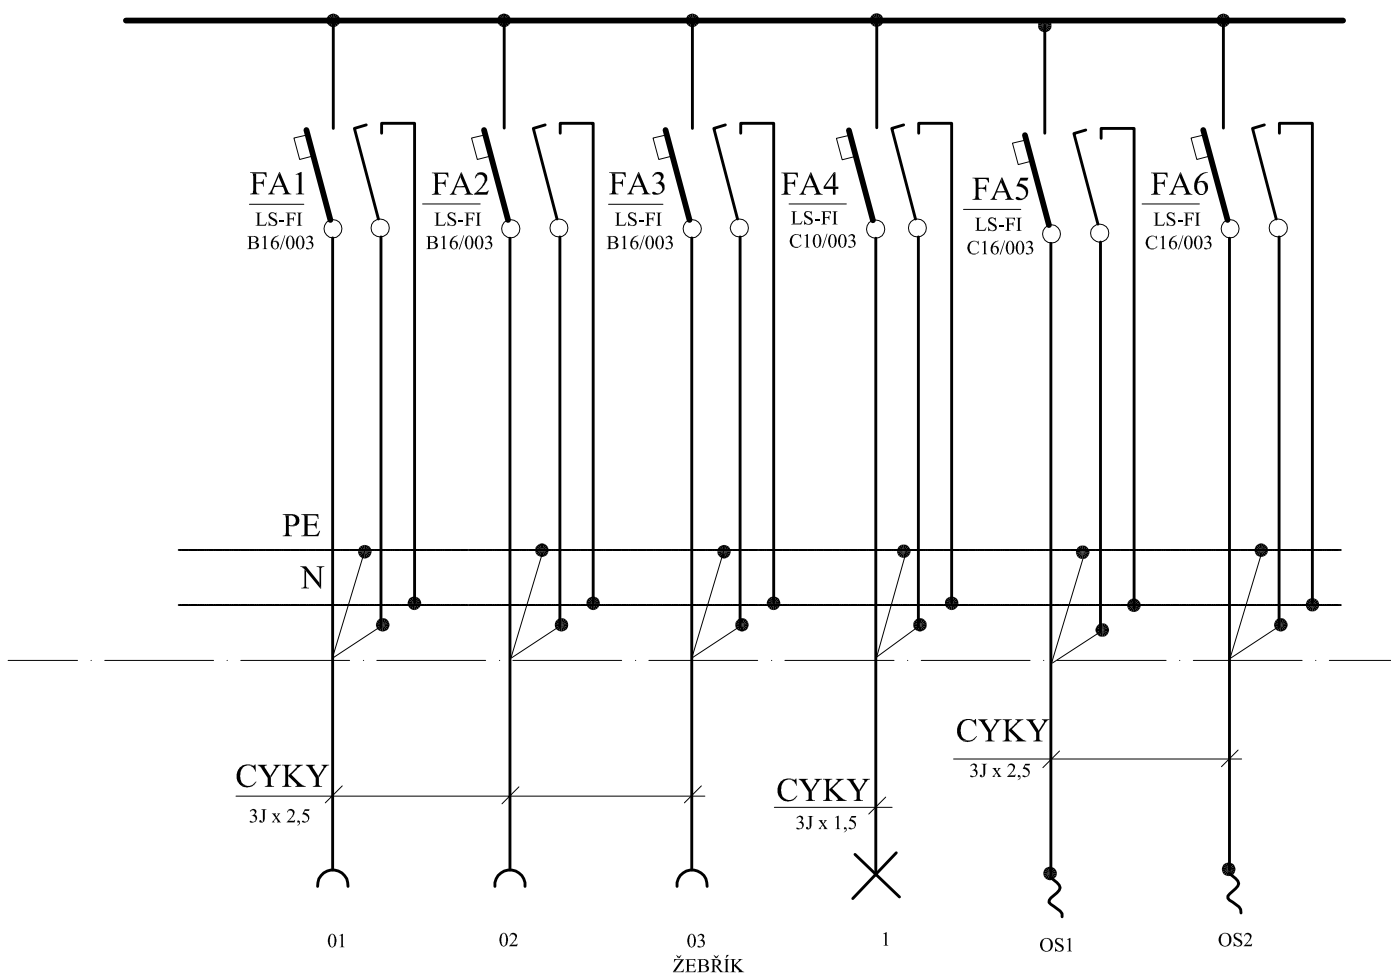 FA1
LS-FI
B16/003
FA2
LS-FI
B16/003
FA3
LS-FI
B16/003
FA4
LS-FI
C10/003
FA5
LS-FI
C16/003
FA6
LS-FI
C16/003
PE
N
CYKY
3J x 2,5
CYKY
3J x 1,5
CYKY
3J x 2,5
01
02
03
ŽEBŘÍK
1
OS1
OS2